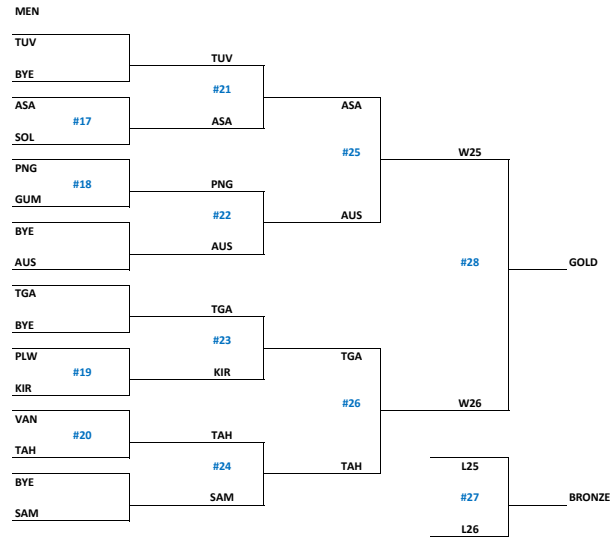 MEN
TUV
BYE
ASA
#17
SOL
PNG
#18
GUM
BYE
AUS
TGA
BYE
PLW
#19
KIR
VAN
#20
TAH
BYE
SAM
TUV
#21
ASA
PNG
#22
AUS
TGA
#23
KIR
TAH
#24
SAM
ASA
#25
AUS
TGA
#26
TAH
W25
#28
W26
GOLD
L25
#27
L26
BRONZE